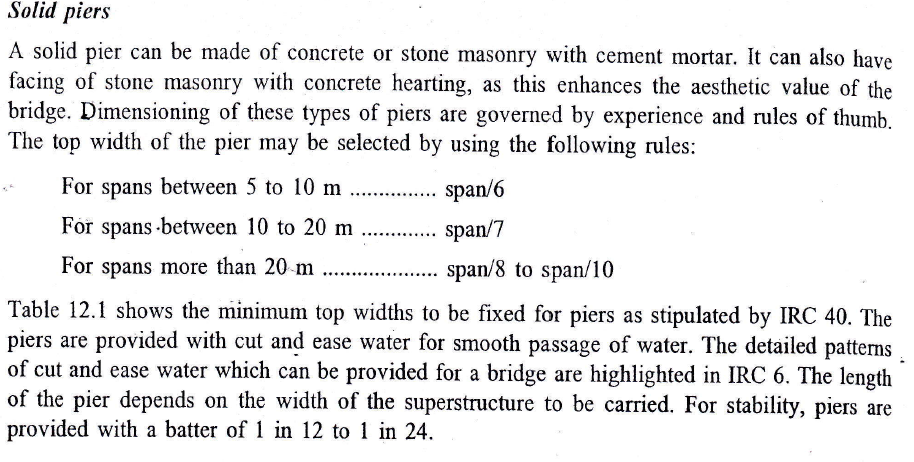 Solid piers
A solid pier can be made of concrete or stone masonry with cement mortar. It can also have
facing of stone masonry with concrete hearting, as this enhances the aesthetic value of the
bridge. Dimensioning of these types of piers are governed by experience and rules of thumb.
The top width of the pier may be selected by using the following rules:
For spans between 5 to 10 m ............... span/6
For spans between 10 to 20 m ............. span/7
For spans more than 20 m .................... span/8 to span/10
Table 12.1 shows the minimum top widths to be fixed for piers as stipulated by IRC 40. The
piers are provided with cut and ease water for smooth passage of water. The detailed patterns
of cut and ease water which can be provided for a bridge are highlighted in IRC 6. The length
of the pier depends on the width of the superstructure to be carried. For stability, piers are
provided with a batter of 1 in 12 to 1 in 24.